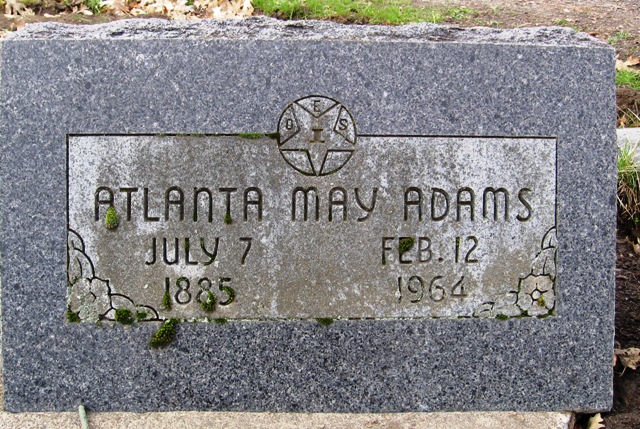 O E S
ATLANTA MAY ADAMS
JULY 7 FEB. 12
1885 1964